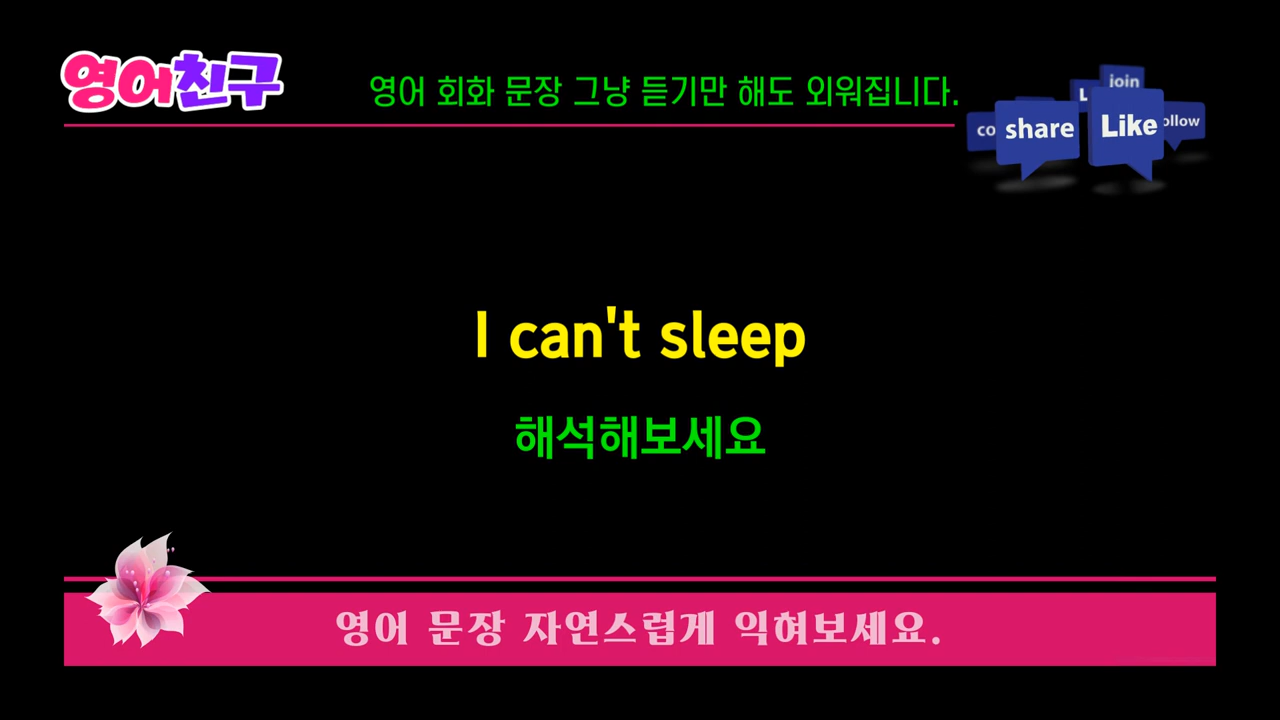 영어친구
영어 회화 문장 그냥 듣기만 해도 외워집니다.
join
L
co
share
Like
ollow
I can't sleep
해석해보세요
영어 문장 자연스럽게 익혀보세요.